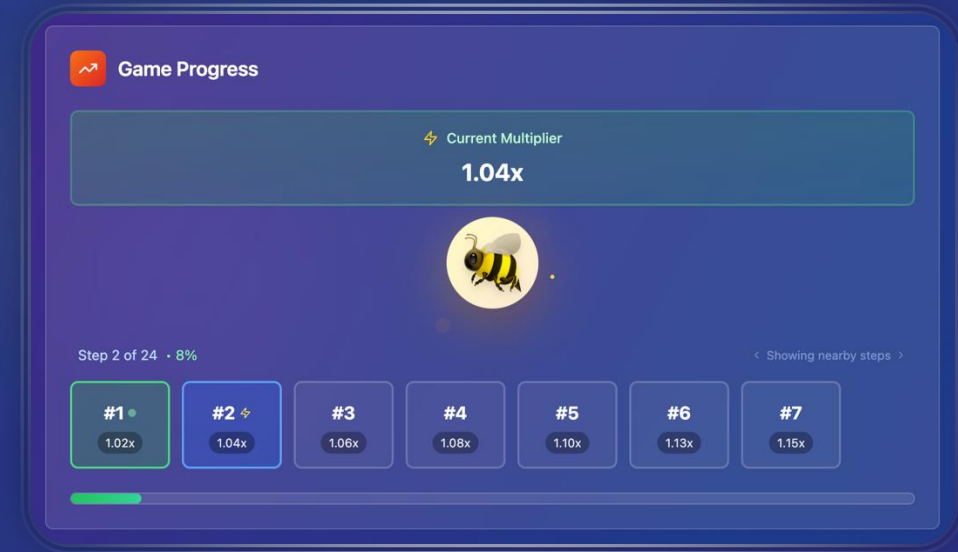 Game Progress
Current Multiplier
1.04x
Step 2 of 24 • 8%
‹ Showing nearby steps ›
#1 #2 #3 #4 #5 #6 #7
1.02x 1.04x 1.06x 1.08x 1.10x 1.13x 1.15x